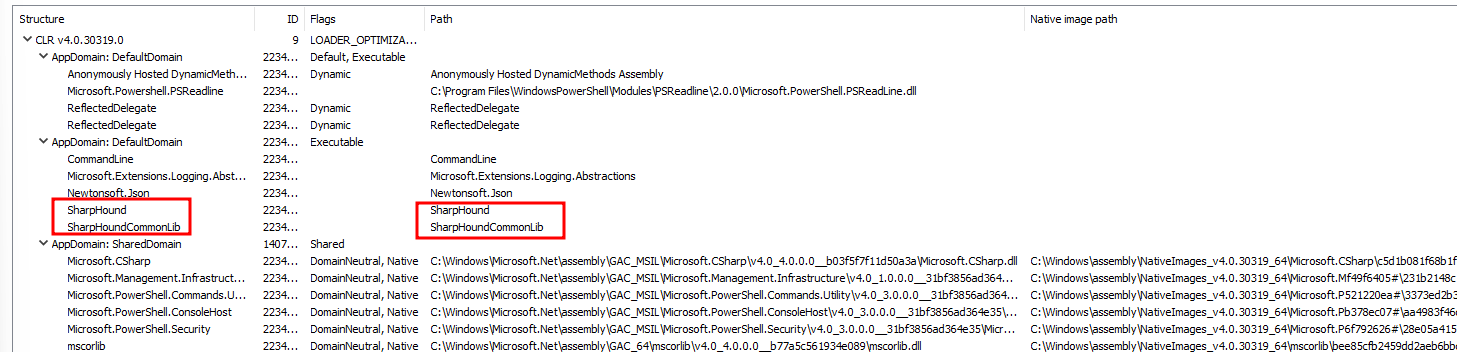 Structure ID Flags Path Native image path
CLR v4.0.30319.0 9 LOADER_OPTIMIZA...
AppDomain: DefaultDomain 2234... Default, Executable
Anonymously Hosted DynamicMeth... 2234... Dynamic Anonymously Hosted DynamicMethods Assembly
Microsoft.Powershell.PSReadline 2234... C:\Program Files\WindowsPowerShell\Modules\PSReadline\2.0.0\Microsoft.PowerShell.PSReadLine.dll
ReflectedDelegate 2234... Dynamic ReflectedDelegate
ReflectedDelegate 2234... Dynamic ReflectedDelegate
AppDomain: DefaultDomain 2234... Executable
CommandLine 2234... CommandLine
Microsoft.Extensions.Logging.Abst... 2234... Microsoft.Extensions.Logging.Abstractions
Newtonsoft.Json 2234... Newtonsoft.Json
SharpHound 2234... SharpHound
SharpHoundCommonLib 2234... SharpHoundCommonLib
AppDomain: SharedDomain 1407... Shared
Microsoft.CSharp 2234... DomainNeutral, Native C:\Windows\Microsoft.Net\assembly\GAC_MSIL\Microsoft.CSharp\v4.0_4.0.0.0__b03f5f7f11d50a3a\Microsoft.CSharp.dll C:\Windows\assembly\NativeImages_v4.0.30319_64\Microsoft.CSharp\c5d1b081f68b1f
Microsoft.Management.Infrastruct... 2234... DomainNeutral, Native C:\Windows\Microsoft.Net\assembly\GAC_MSIL\Microsoft.Management.Infrastructure\v4.0_1.0.0.0__31bf3856ad364... C:\Windows\assembly\NativeImages_v4.0.30319_64\Microsoft.Mf49f6405#\231b2148c
Microsoft.PowerShell.Commands.U... 2234... DomainNeutral, Native C:\Windows\Microsoft.Net\assembly\GAC_MSIL\Microsoft.PowerShell.Commands.Utility\v4.0_3.0.0.0__31bf3856ad364... C:\Windows\assembly\NativeImages_v4.0.30319_64\Microsoft.P521220ea#\3373ed2b3
Microsoft.PowerShell.ConsoleHost 2234... DomainNeutral, Native C:\Windows\Microsoft.Net\assembly\GAC_MSIL\Microsoft.PowerShell.ConsoleHost\v4.0_3.0.0.0__31bf3856ad364e35\... C:\Windows\assembly\NativeImages_v4.0.30319_64\Microsoft.Pb378ec07#\aa4983f46
Microsoft.PowerShell.Security 2234... DomainNeutral, Native C:\Windows\Microsoft.Net\assembly\GAC_MSIL\Microsoft.PowerShell.Security\v4.0_3.0.0.0__31bf3856ad364e35\Micr... C:\Windows\assembly\NativeImages_v4.0.30319_64\Microsoft.P6f792626#\28e05a415
mscorlib 2234... DomainNeutral, Native C:\Windows\Microsoft.Net\assembly\GAC_64\mscorlib\v4.0_4.0.0.0__b77a5c561934e089\mscorlib.dll C:\Windows\assembly\NativeImages_v4.0.30319_64\mscorlib\bee85cfb2459dd2aeb6bb